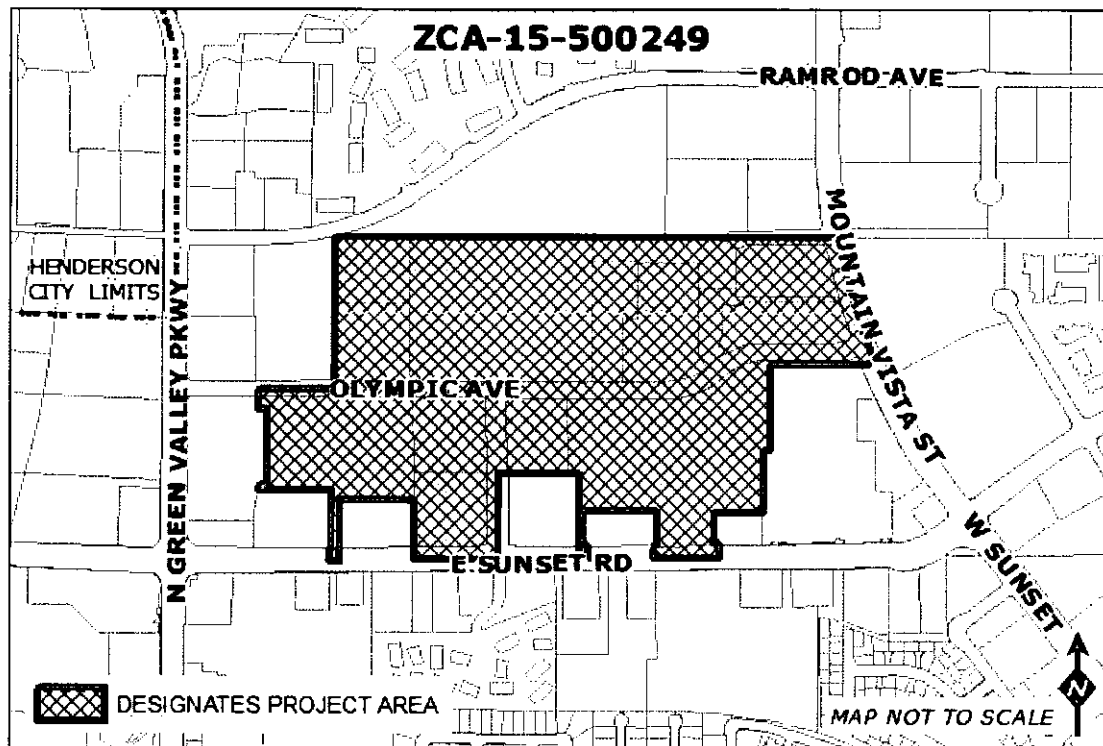 ZCA-15-500249
RAMROD AVE
MOUNTAIN VISTA ST
HENDERSON
CITY LIMITS
N GREEN VALLEY PKWY
OLYMPIC AVE
W SUNSET
E SUNSET RD
DESIGNATES PROJECT AREA
MAP NOT TO SCALE
N